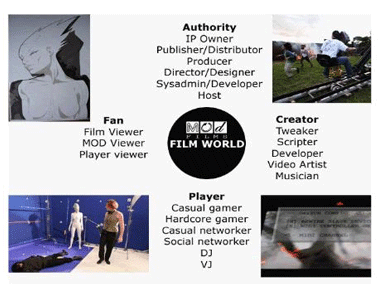 Authority
IP Owner
Publisher/Distributor
Producer
Director/Designer
Sysadmin/Developer
Host
Fan
Film Viewer
MOD Viewer
Player viewer
MOd
FILMS
FILM WORLD
Creator
Tweaker
Scripter
Developer
Video Artist
Musician
Player
Casual gamer
Hardcore gamer
Casual networker
Social networker
DJ
VJ